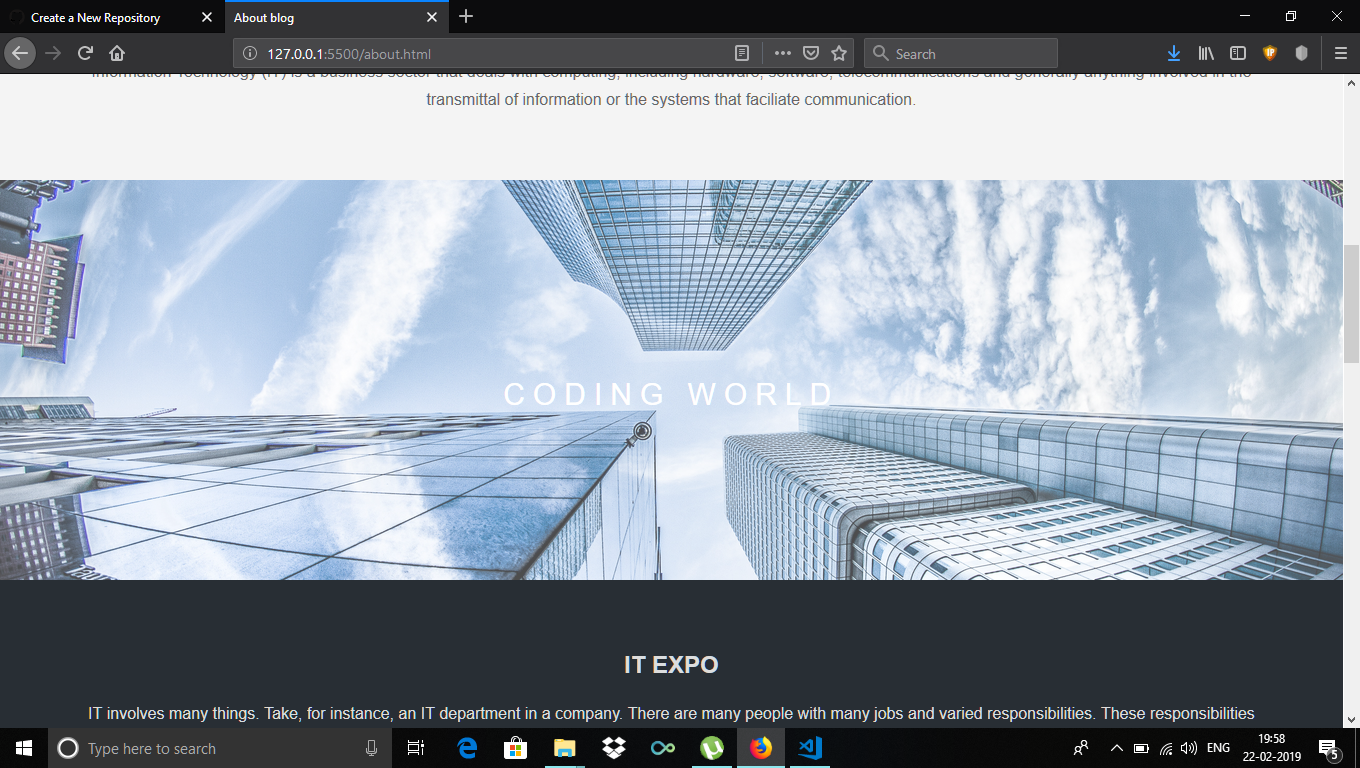 Create a New Repository
About blog
127.0.0.1:5500/about.html
Search
Information Technology (IT) is a business sector that deals with computing, including hardware, software, telecommunications and generally anything involved in the
transmittal of information or the systems that faciliate communication.
CODING WORLD
IT EXPO
IT involves many things. Take, for instance, an IT department in a company. There are many people with many jobs and varied responsibilities. These responsibilities
Type here to search
ENG
19:58
22-02-2019
5